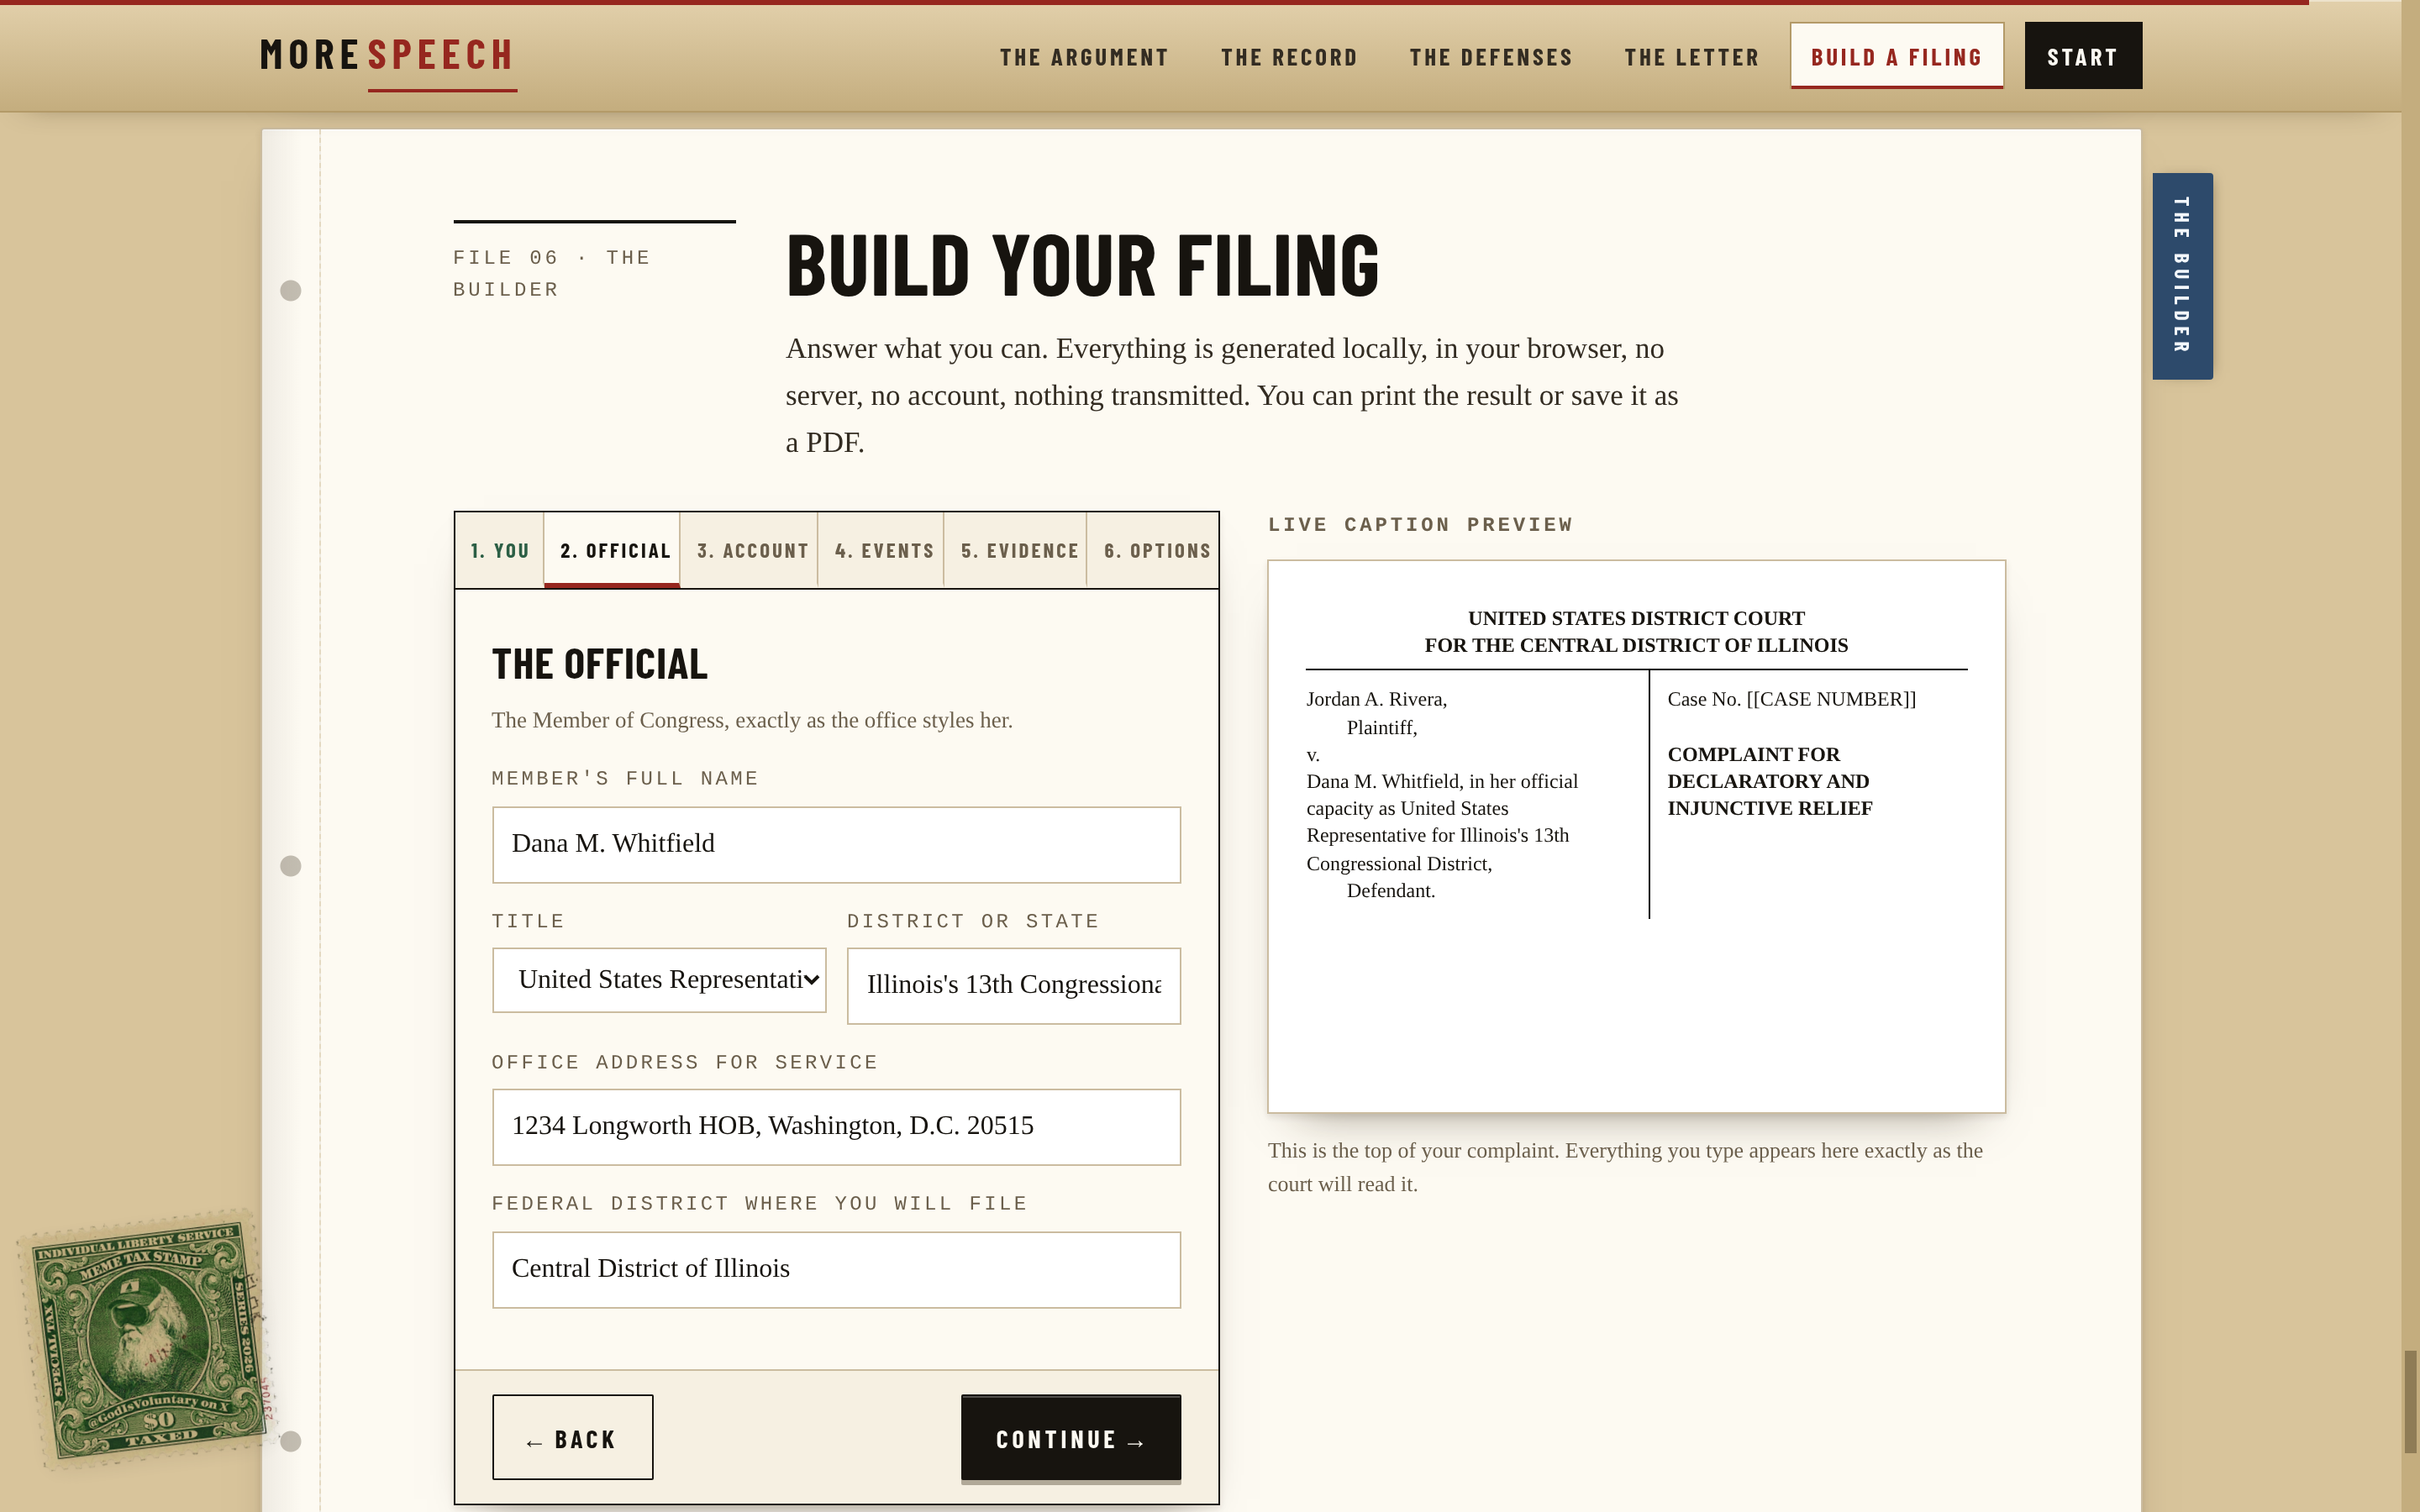 MORE SPEECH
THE ARGUMENT
THE RECORD
THE DEFENSES
THE LETTER
BUILD A FILING
START
THE BUILDER
FILE 06 · THE
BUILDER
BUILD YOUR FILING
Answer what you can. Everything is generated locally, in your browser, no
server, no account, nothing transmitted. You can print the result or save it as
a PDF.
1. YOU
2. OFFICIAL
3. ACCOUNT
4. EVENTS
5. EVIDENCE
6. OPTIONS
THE OFFICIAL
The Member of Congress, exactly as the office styles her.
MEMBER'S FULL NAME
Dana M. Whitfield
TITLE
DISTRICT OR STATE
United States Representati
Illinois's 13th Congressiona
OFFICE ADDRESS FOR SERVICE
1234 Longworth HOB, Washington, D.C. 20515
FEDERAL DISTRICT WHERE YOU WILL FILE
Central District of Illinois
← BACK
CONTINUE →
LIVE CAPTION PREVIEW
UNITED STATES DISTRICT COURT
FOR THE CENTRAL DISTRICT OF ILLINOIS
Jordan A. Rivera,
Plaintiff,
v.
Dana M. Whitfield, in her official
capacity as United States
Representative for Illinois's 13th
Congressional District,
Defendant.
Case No. [[CASE NUMBER]]
COMPLAINT FOR
DECLARATORY AND
INJUNCTIVE RELIEF
This is the top of your complaint. Everything you type appears here exactly as the
court will read it.
INDIVIDUAL LIBERTY SERVICE
MEME TAX STAMP
SPECIAL TAX
SERIES 2026
@GodIsVoluntary on X
$0
TAXED